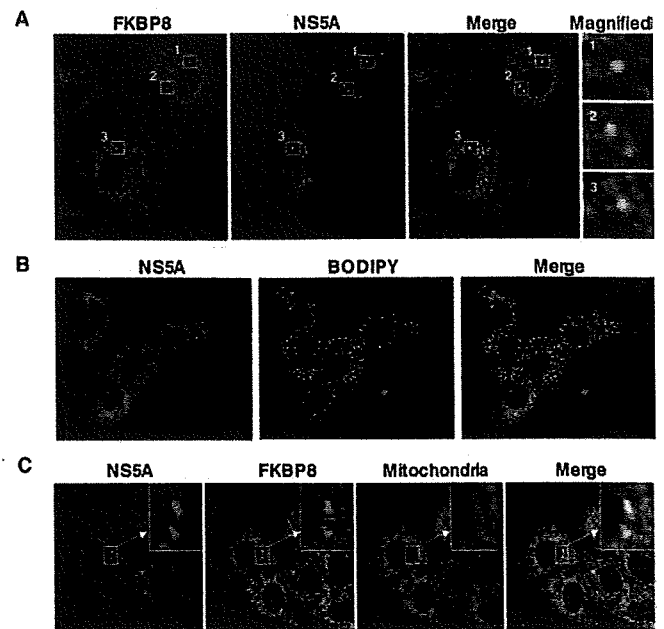 A
FKBP8 NS5A Merge Magnified
1 1 1 1
2 2 2 2
3 3 3 3
B
NS5A BODIPY Merge
C
NS5A FKBP8 Mitochondria Merge